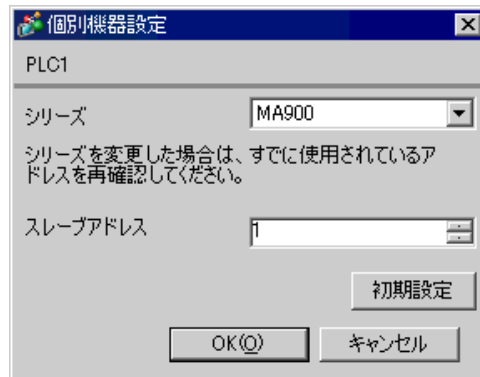 個別機器設定
PLC1
シリーズ
MA900
シリーズを変更した場合は、すでに使用されているア
ドレスを再確認してください。
スレーブアドレス
1
初期設定
OK(O)
キャンセル